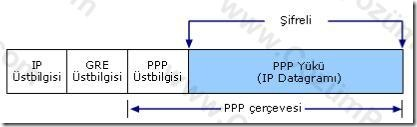 Şifreli
IP
Üstbilgisi
GRE
Üstbilgisi
PPP
Üstbilgisi
PPP Yükü
(IP Datagramı)
PPP çerçevesi